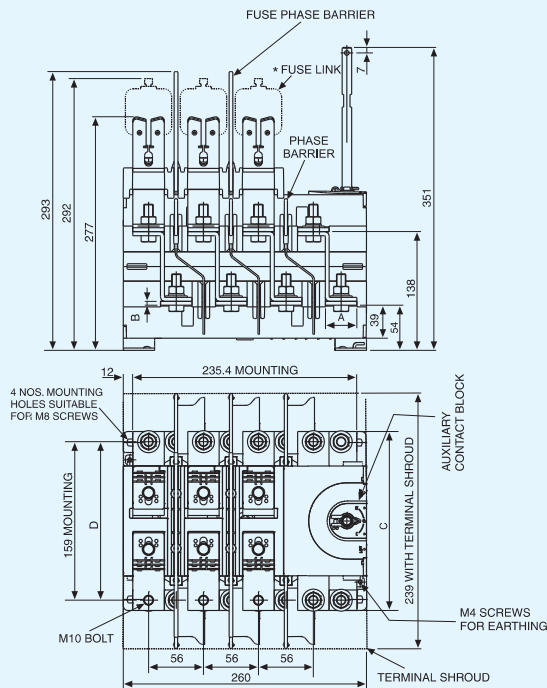 FUSE PHASE BARRIER
* FUSE LINK
PHASE
BARRIER
7
293
292
277
351
138
B
A
39
54
12
235.4 MOUNTING
4 NOS. MOUNTING
HOLES SUITABLE
FOR M8 SCREWS
AUXILIARY
CONTACT BLOCK
159 MOUNTING
D
C
239 WITH TERMINAL SHROUD
M10 BOLT
M4 SCREWS
FOR EARTHING
56
56
56
TERMINAL SHROUD
260